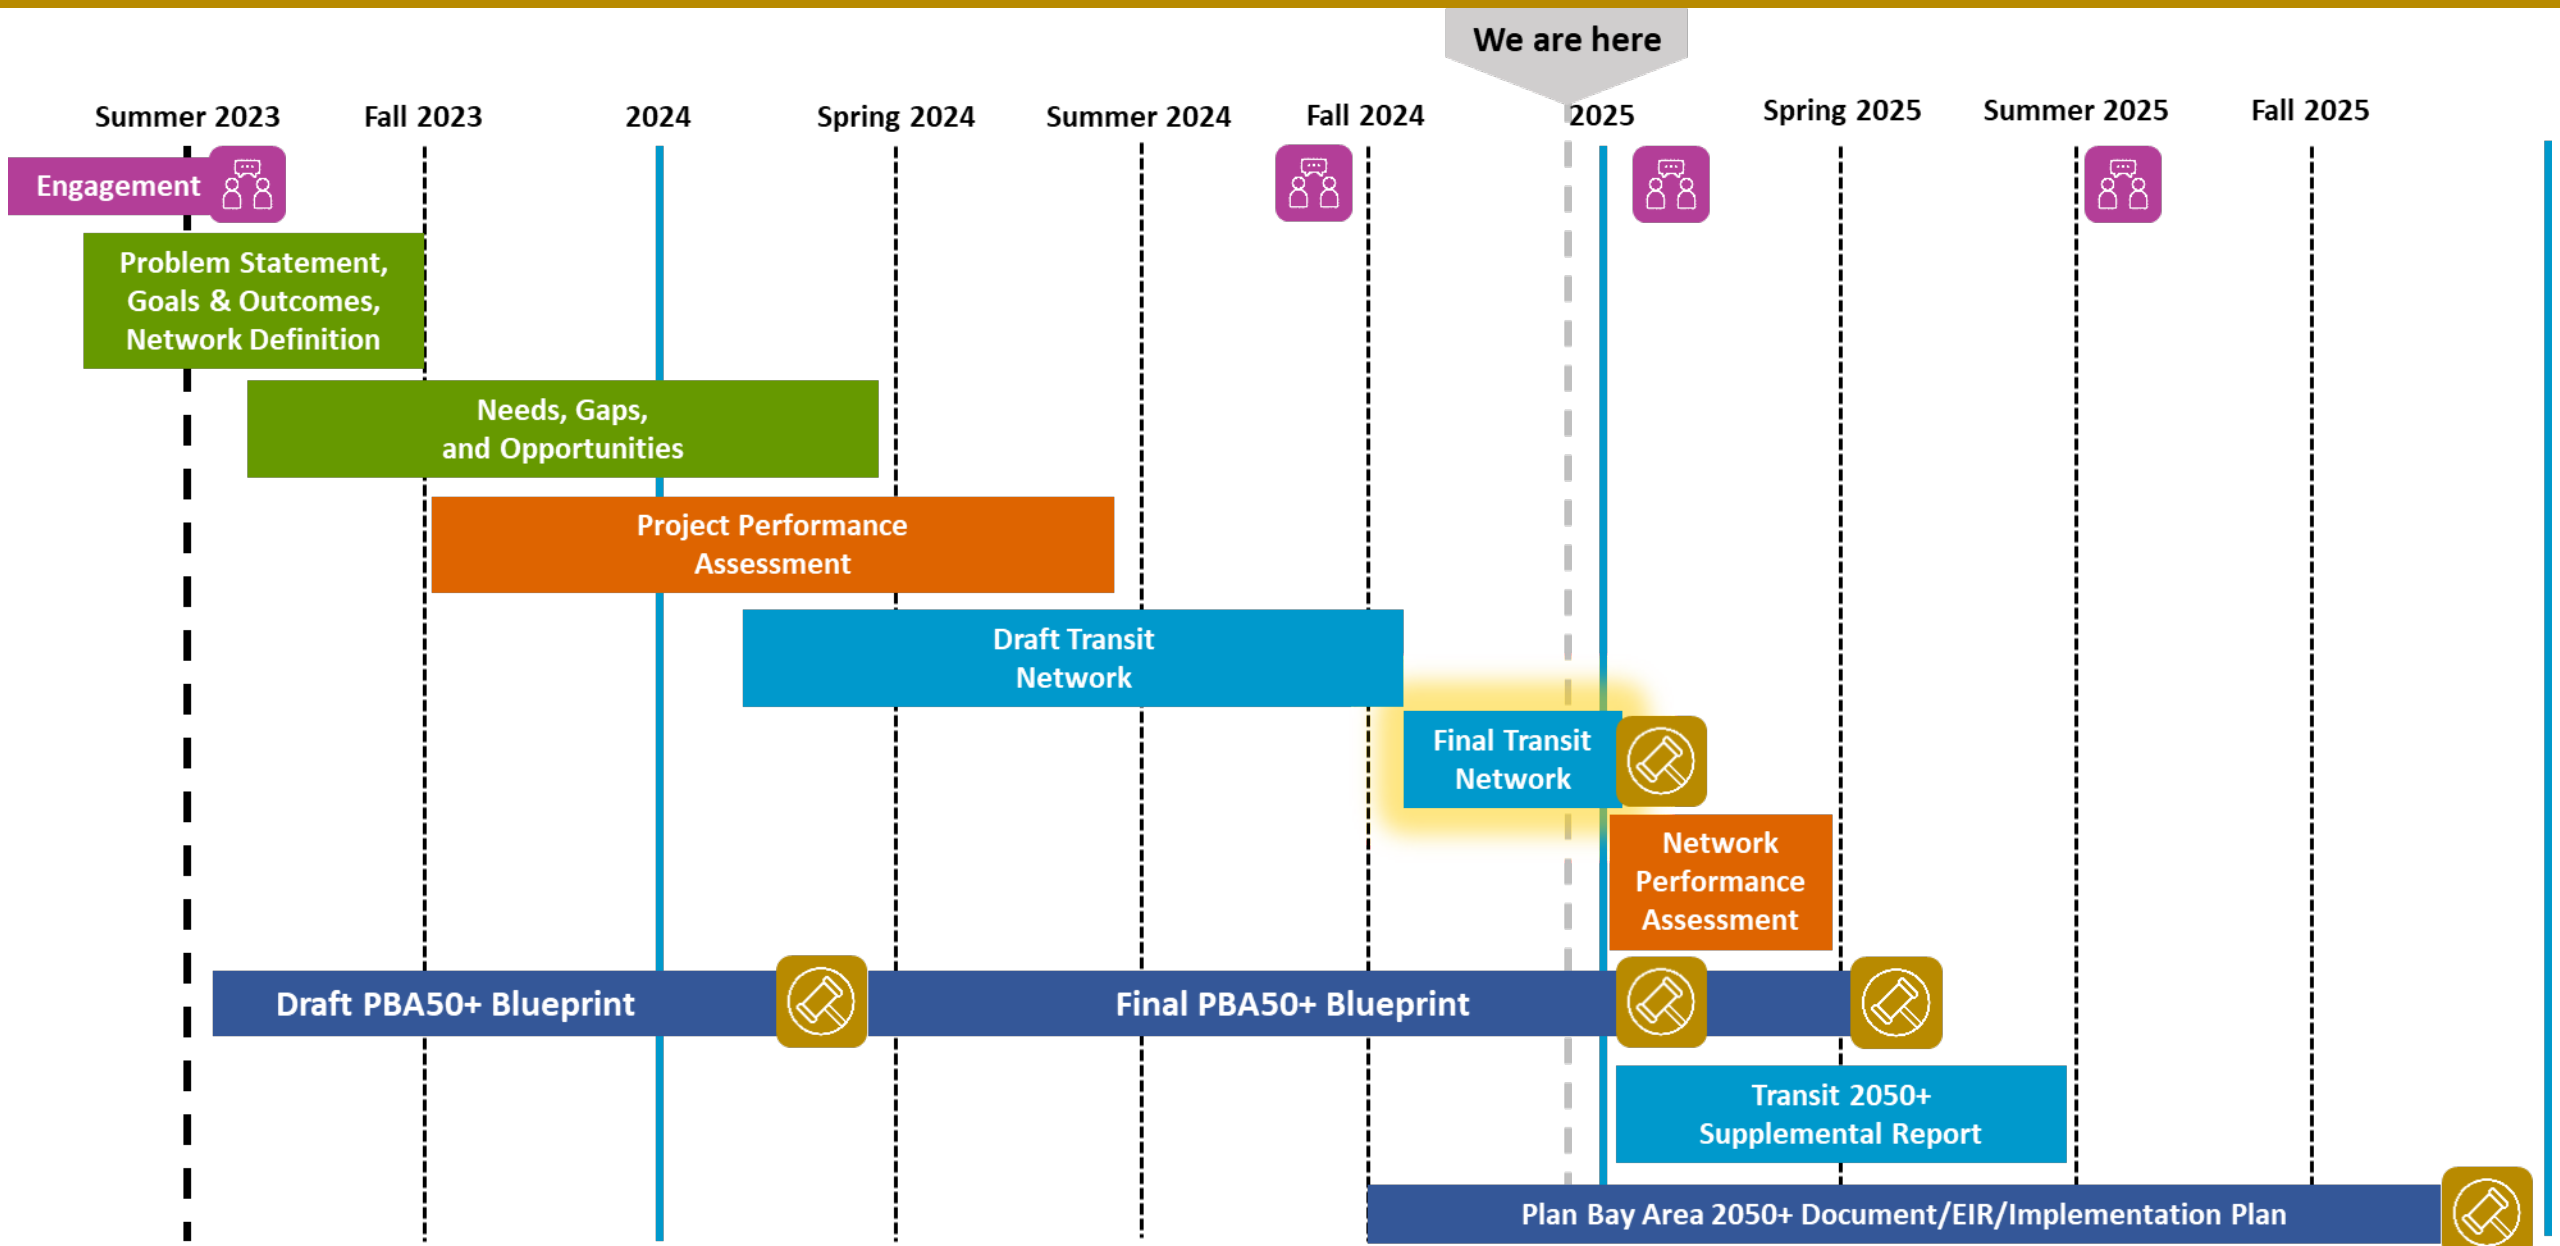 We are here
Summer 2023
Fall 2023
2024
Spring 2024
Summer 2024
Fall 2024
2025
Spring 2025
Summer 2025
Fall 2025
Engagement
Problem Statement,
Goals & Outcomes,
Network Definition
Needs, Gaps,
and Opportunities
Project Performance
Assessment
Draft Transit
Network
Final Transit
Network
Network
Performance
Assessment
Draft PBA50+ Blueprint
Final PBA50+ Blueprint
Transit 2050+
Supplemental Report
Plan Bay Area 2050+ Document/EIR/Implementation Plan